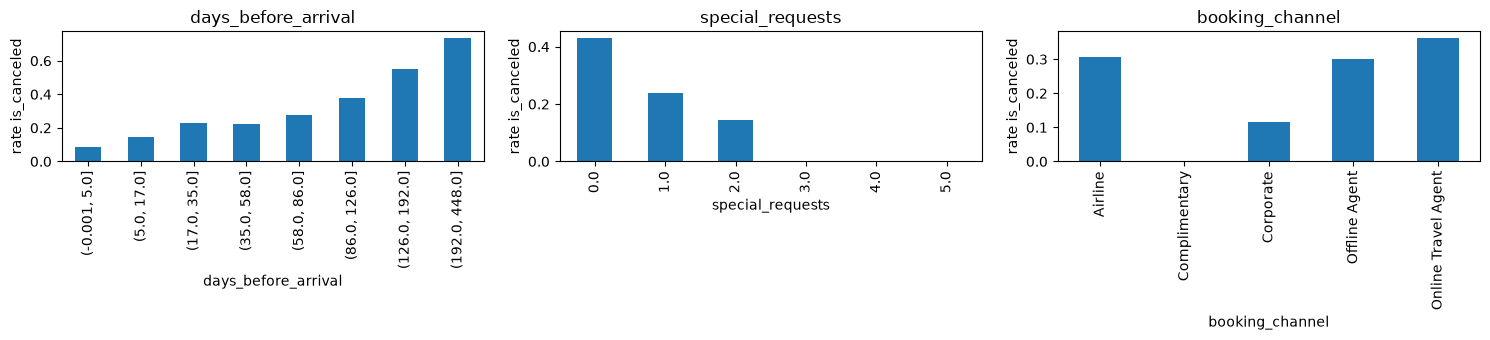 days_before_arrival
rate is_canceled
0.6
0.4
0.2
0.0
(-0.001, 5.0]
(5.0, 17.0]
(17.0, 35.0]
(35.0, 58.0]
(58.0, 86.0]
(86.0, 126.0]
(126.0, 192.0]
(192.0, 448.0]
days_before_arrival
special_requests
rate is_canceled
0.4
0.2
0.0
0.0
1.0
2.0
3.0
4.0
5.0
special_requests
booking_channel
rate is_canceled
0.3
0.2
0.1
0.0
Airline
Complimentary
Corporate
Offline Agent
Online Travel Agent
booking_channel